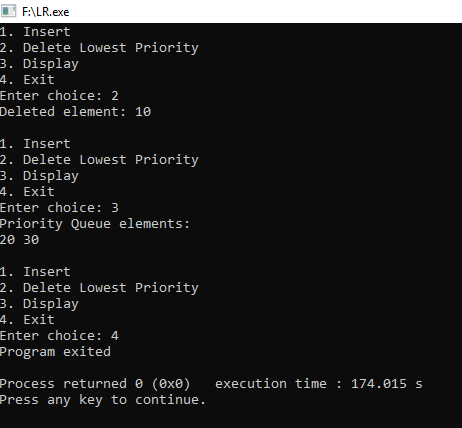 F:\LR.exe
1. Insert
2. Delete Lowest Priority
3. Display
4. Exit
Enter choice: 2
Deleted element: 10
1. Insert
2. Delete Lowest Priority
3. Display
4. Exit
Enter choice: 3
Priority Queue elements:
20 30
1. Insert
2. Delete Lowest Priority
3. Display
4. Exit
Enter choice: 4
Program exited
Process returned 0 (0x0)   execution time : 174.015 s
Press any key to continue.